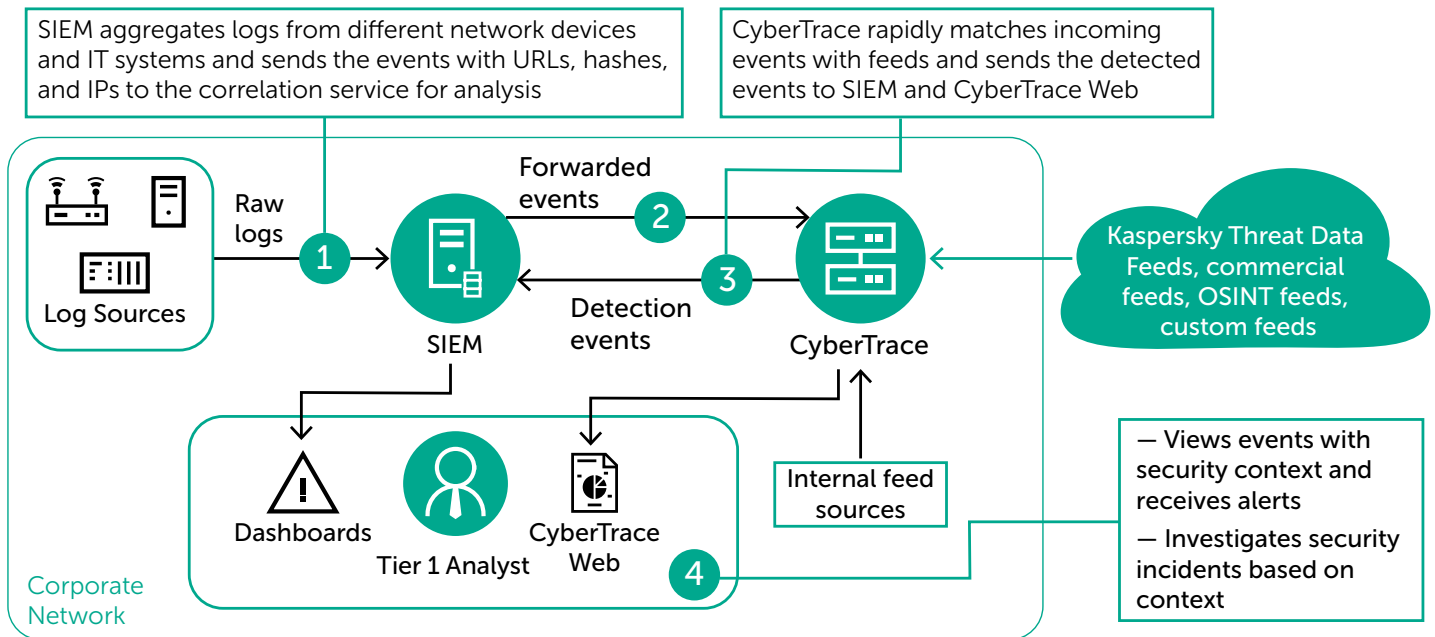 SIEM aggregates logs from different network devices
and IT systems and sends the events with URLs, hashes,
and IPs to the correlation service for analysis
CyberTrace rapidly matches incoming
events with feeds and sends the detected
events to SIEM and CyberTrace Web
Log Sources
Raw
logs
1
Forwarded
events
2
3
Detection
events
SIEM
CyberTrace
Kaspersky Threat Data
Feeds, commercial
feeds, OSINT feeds,
custom feeds
Dashboards
Tier 1 Analyst
CyberTrace
Web
4
Internal feed
sources
— Views events with
security context and
receives alerts
— Investigates security
incidents based on
context
Corporate
Network